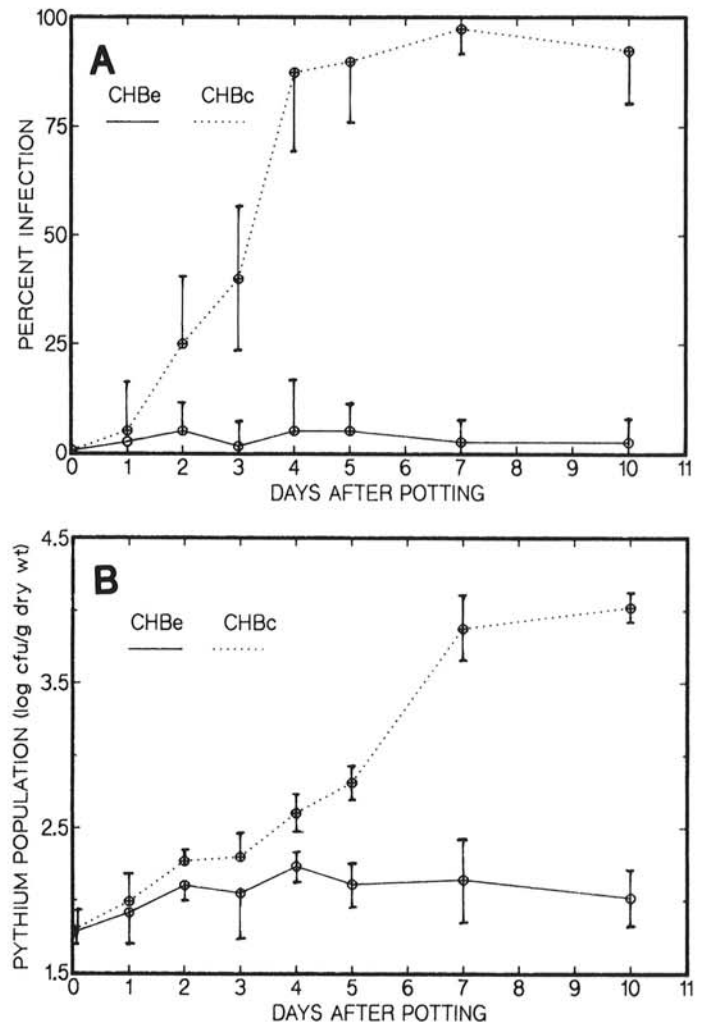 100
A
CHBe CHBc
75
50
25
0
PERCENT INFECTION
0 1 2 3 4 5 6 7 8 9 10 11
DAYS AFTER POTTING
4.5
B
CHBe CHBc
3.5
2.5
1.5
PYTHIUM POPULATION (log cfu/g dry wt)
0 1 2 3 4 5 6 7 8 9 10 11
DAYS AFTER POTTING